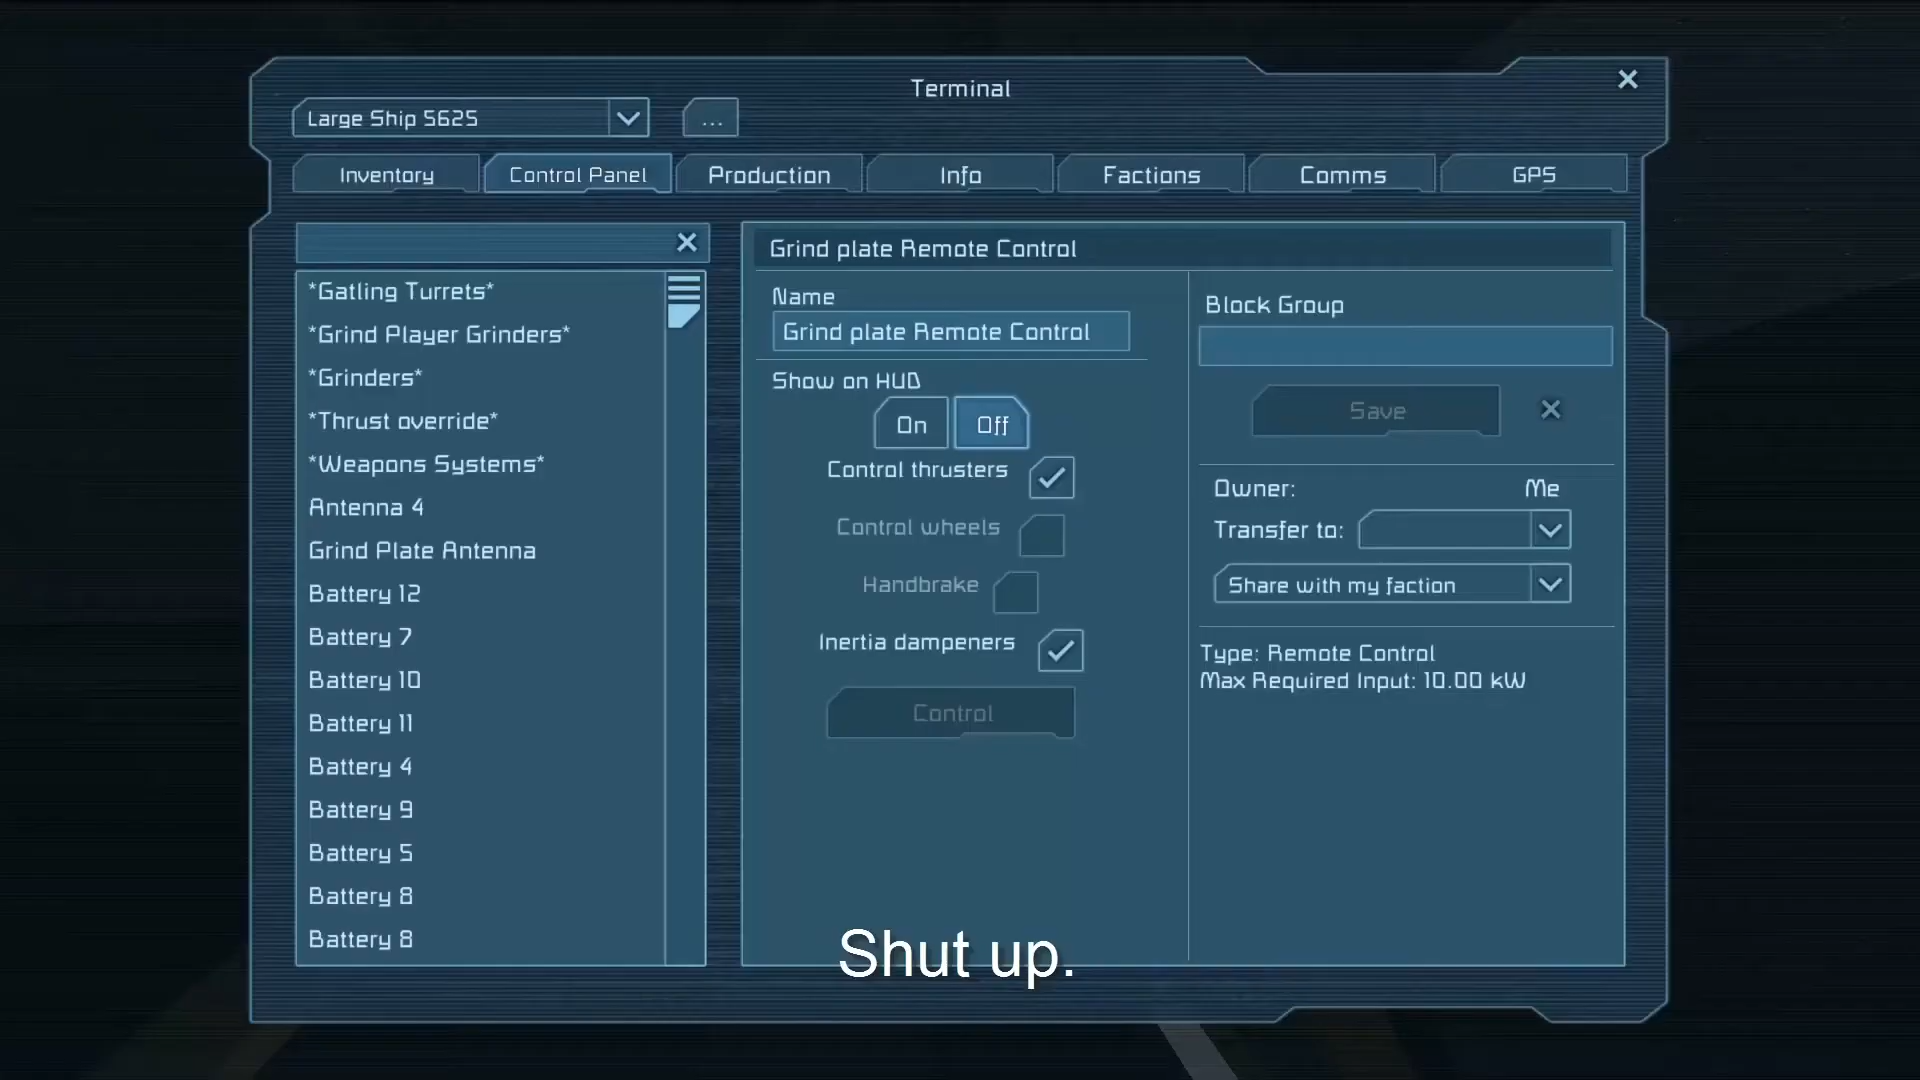 Terminal
Large Ship 5625
...
Inventory
Control Panel
Production
Info
Factions
Comms
GPS
*Gatling Turrets*
*Grind Player Grinders*
*Grinders*
*Thrust override*
*Weapons Systems*
Antenna 4
Grind Plate Antenna
Battery 12
Battery 7
Battery 10
Battery 11
Battery 4
Battery 9
Battery 5
Battery 8
Battery 8
Grind plate Remote Control
Name
Grind plate Remote Control
Show on HUD
On
Off
Control thrusters
Control wheels
Handbrake
Inertia dampeners
Control
Block Group
Save
Owner: Me
Transfer to:
Share with my faction
Type: Remote Control
Max Required Input: 10.00 kW
Shut up.